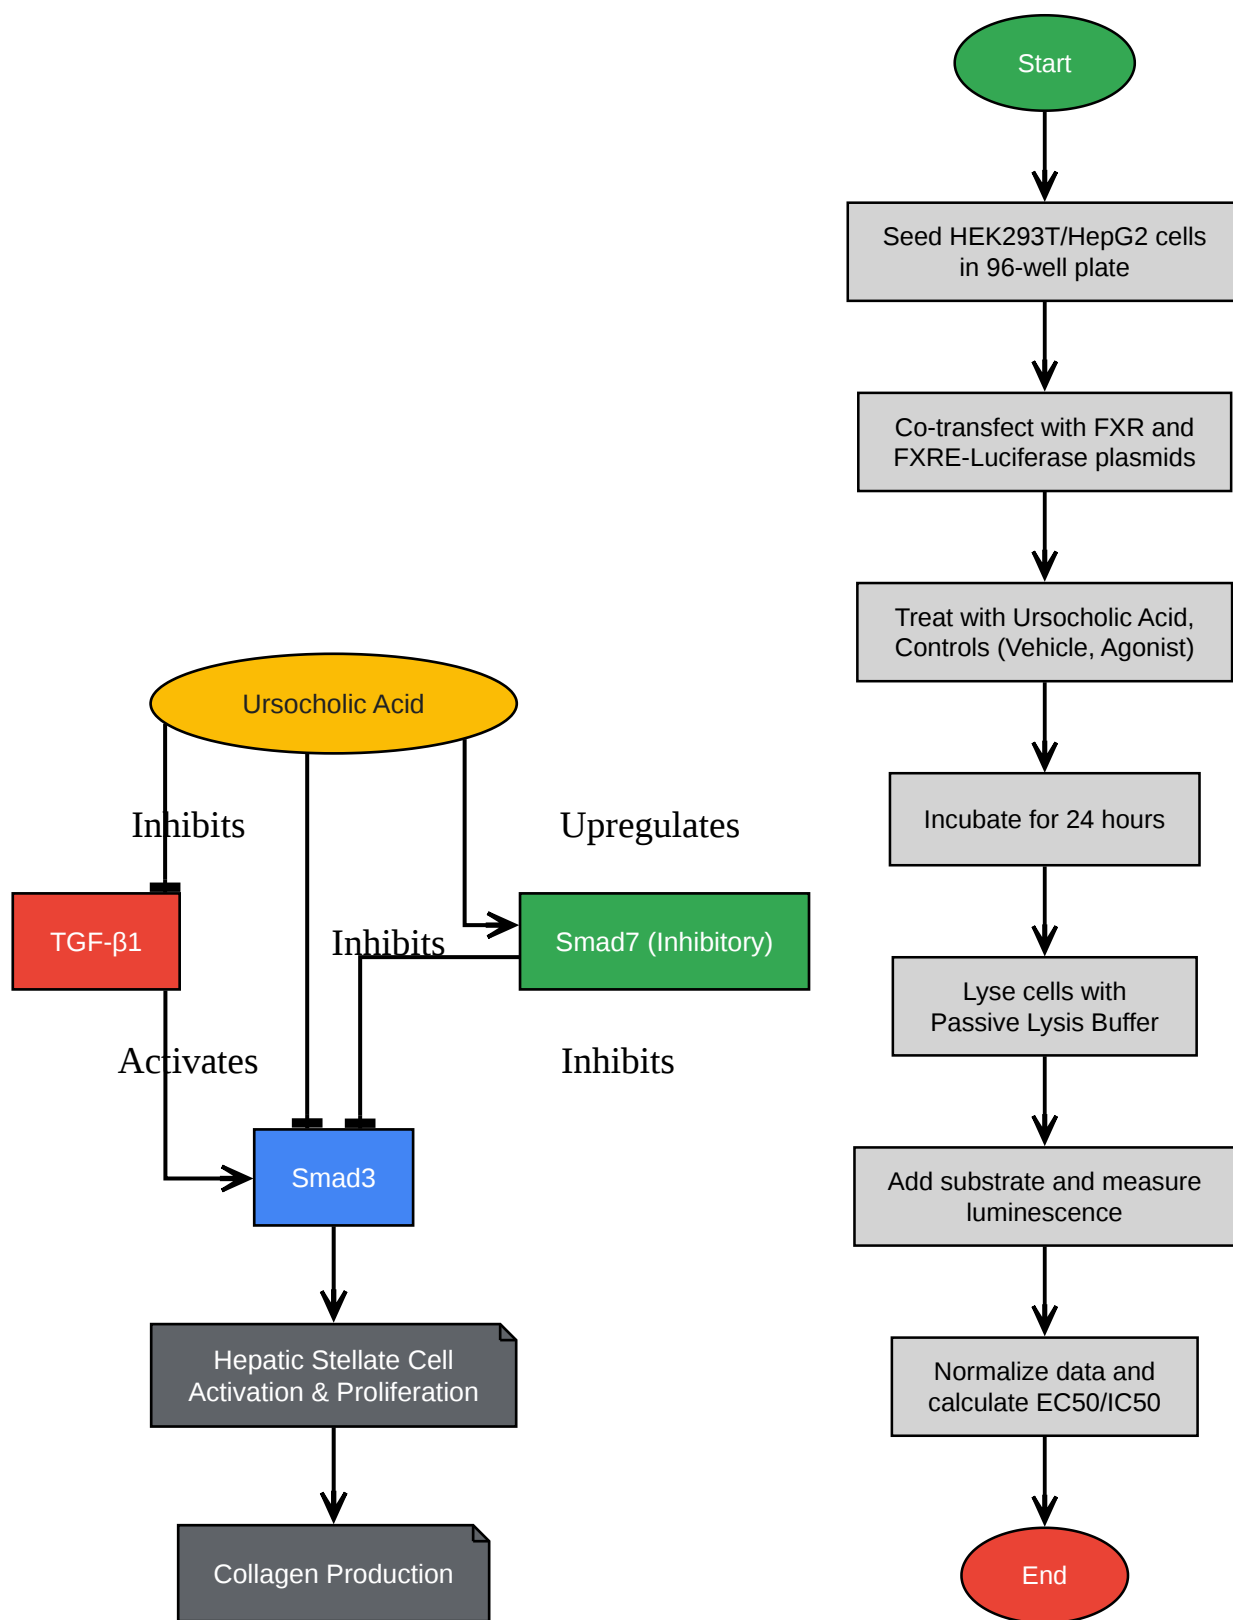 Ursocholic Acid
Inhibits
Upregulates
TGF-β1
Inhibits
Smad7 (Inhibitory)
Activates
Inhibits
Smad3
Hepatic Stellate Cell
Activation & Proliferation
Collagen Production
Start
Seed HEK293T/HepG2 cells
in 96-well plate
Co-transfect with FXR and
FXRE-Luciferase plasmids
Treat with Ursocholic Acid,
Controls (Vehicle, Agonist)
Incubate for 24 hours
Lyse cells with
Passive Lysis Buffer
Add substrate and measure
luminescence
Normalize data and
calculate EC50/IC50
End